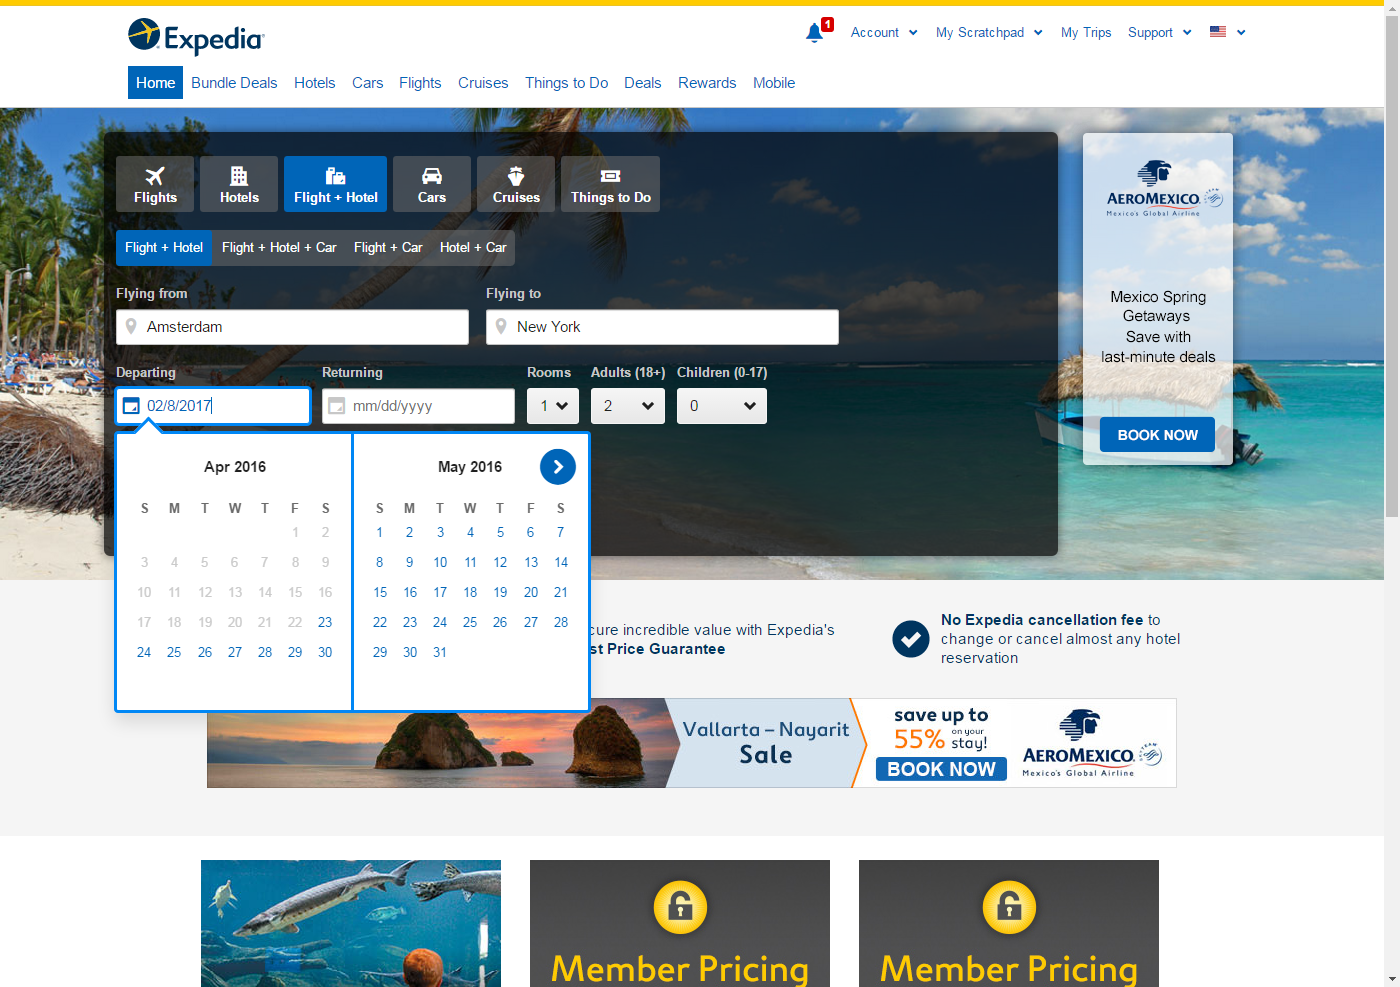 Expedia
1
Account
My Scratchpad
My Trips
Support
Home
Bundle Deals
Hotels
Cars
Flights
Cruises
Things to Do
Deals
Rewards
Mobile
Flights
Hotels
Flight + Hotel
Cars
Cruises
Things to Do
Flight + Hotel
Flight + Hotel + Car
Flight + Car
Hotel + Car
Flying from
Flying to
Amsterdam
New York
Departing
Returning
Rooms
Adults (18+)
Children (0-17)
02/8/2017
mm/dd/yyyy
1
2
0
Apr 2016
S M T W T F S
1 2
3 4 5 6 7 8 9
10 11 12 13 14 15 16
17 18 19 20 21 22 23
24 25 26 27 28 29 30
May 2016
S M T W T F S
1 2 3 4 5 6 7
8 9 10 11 12 13 14
15 16 17 18 19 20 21
22 23 24 25 26 27 28
29 30 31
AEROMEXICO
Mexico's Global Airline
Mexico Spring
Getaways
Save with
last-minute deals
BOOK NOW
cure incredible value with Expedia's
st Price Guarantee
No Expedia cancellation fee to
change or cancel almost any hotel
reservation
Vallarta – Nayarit
Sale
save up to
55% on your stay!
BOOK NOW
AEROMEXICO
Mexico's Global Airline
Member Pricing
Member Pricing